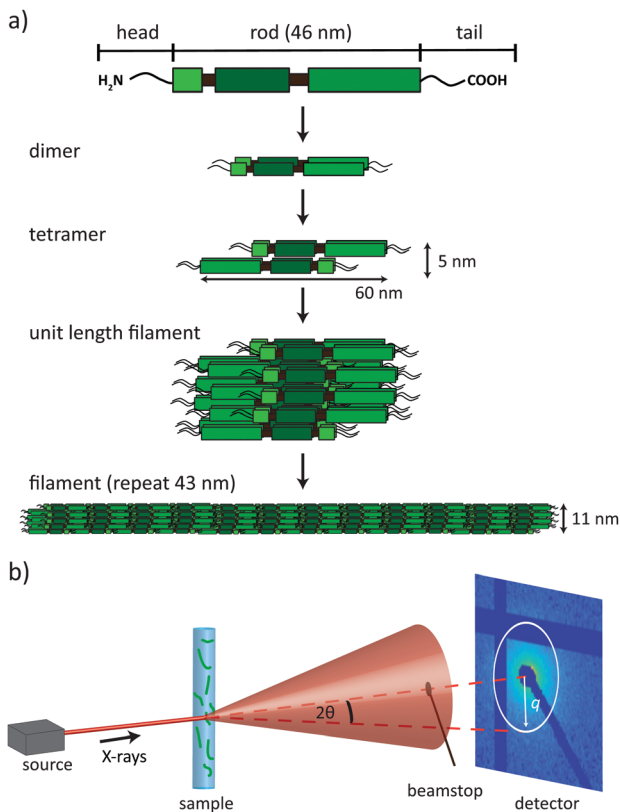 a)
head rod (46 nm) tail
H₂N COOH
dimer
tetramer
5 nm
60 nm
unit length filament
filament (repeat 43 nm)
11 nm
b)
2θ
q
X-rays
source
beamstop
sample
detector